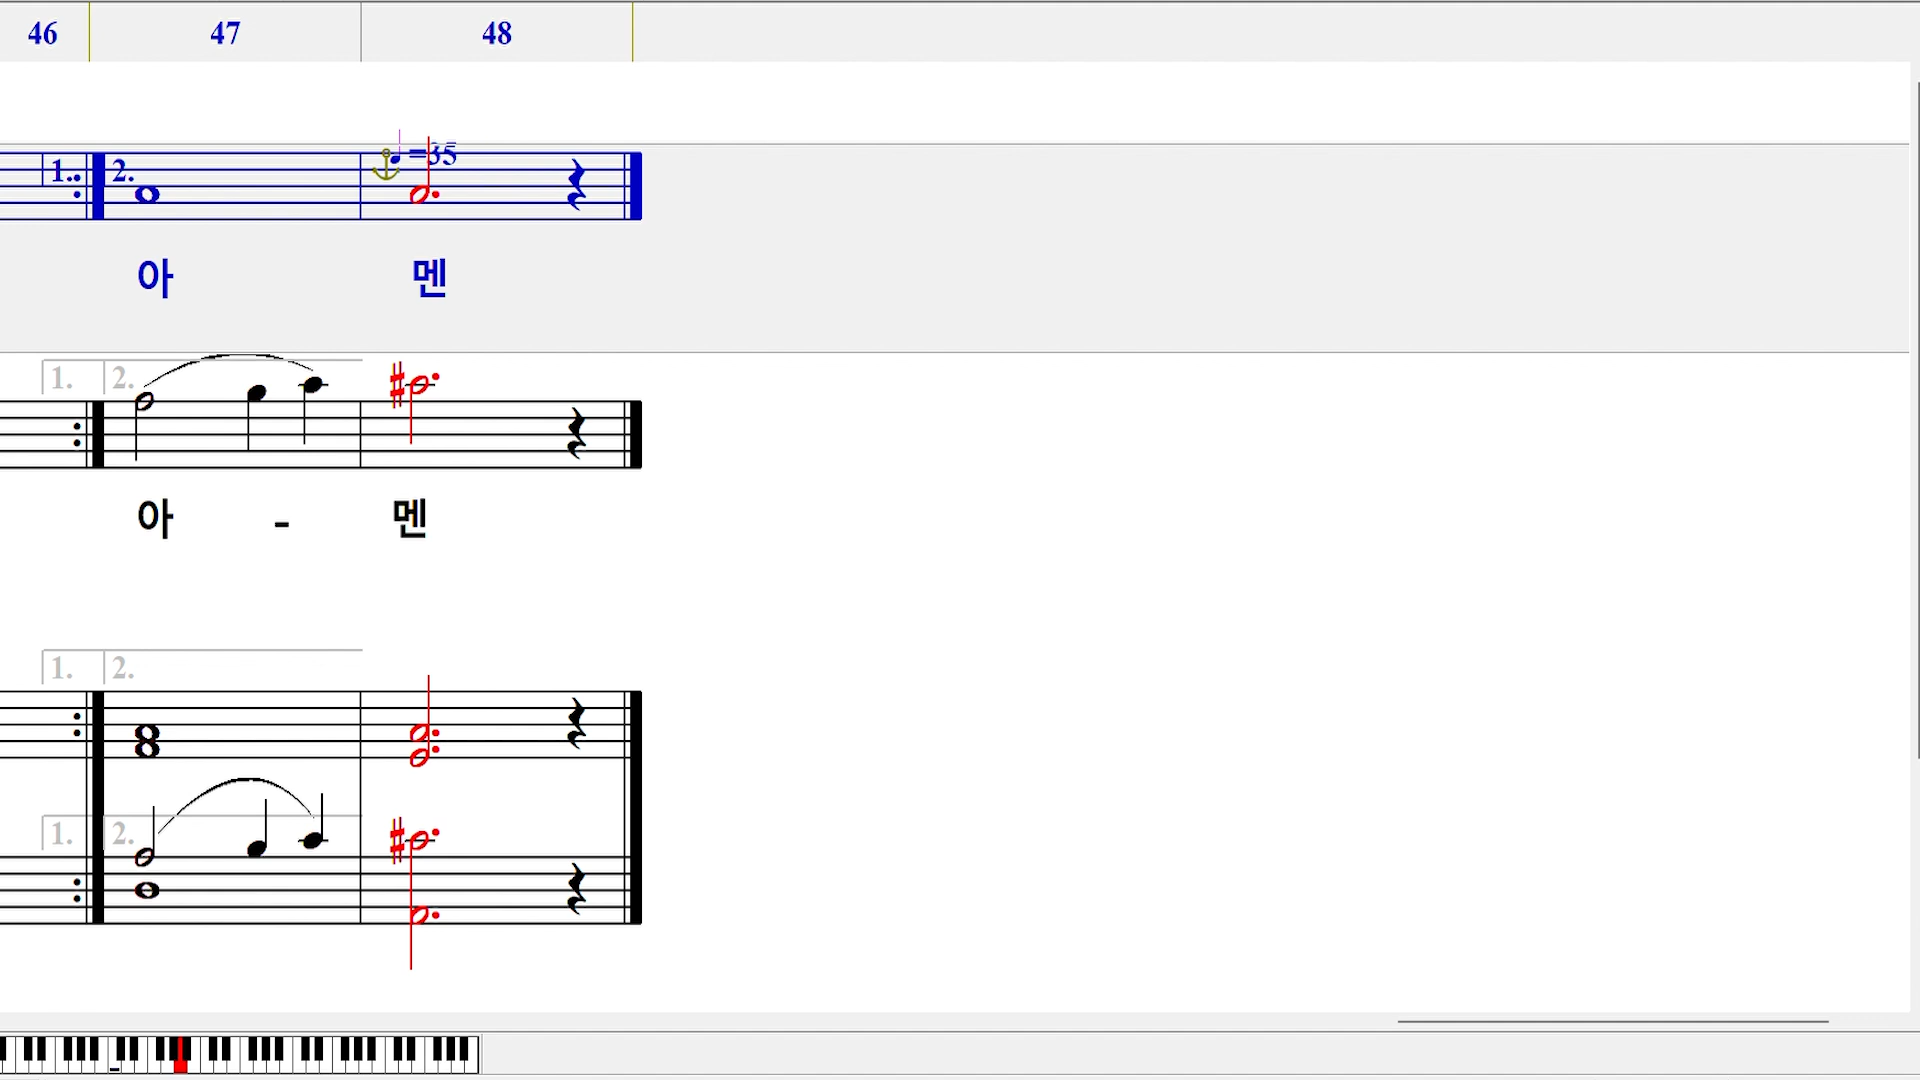 46 47 48
=35
1. 2.
아 멘
1. 2.
아 - 멘
1. 2.
1. 2.